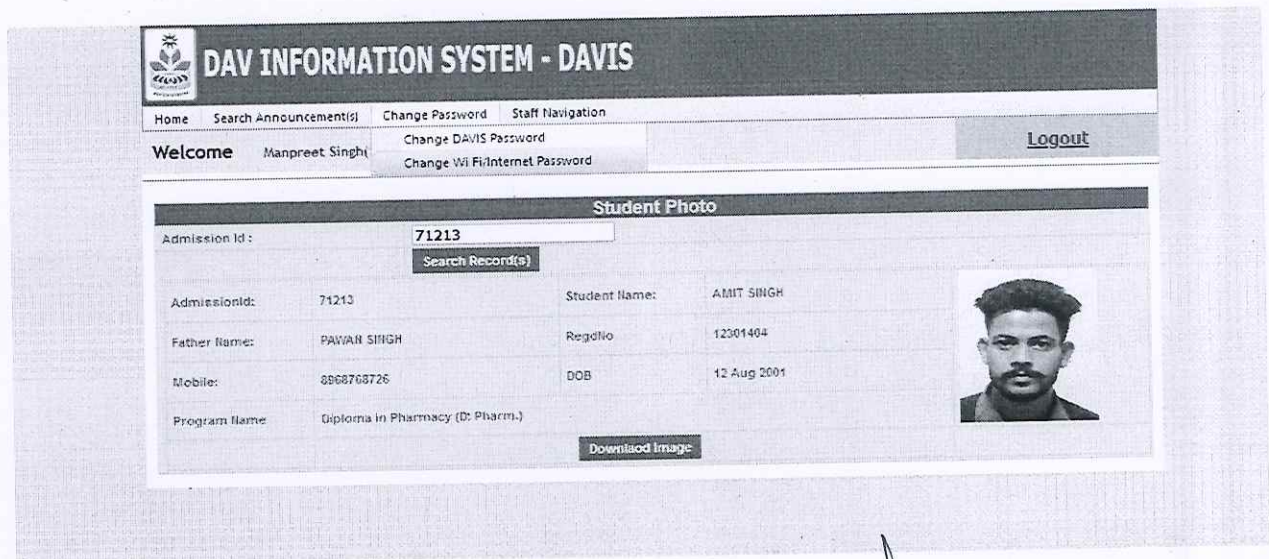 DAV INFORMATION SYSTEM - DAVIS
Home Search Announcement(s) Change Password Staff Navigation
Change DAVIS Password
Welcome Manpreet Singh( Logout
Change Wi Fi/Internet Password
Student Photo
Admission Id : 71213
Search Record(s)
AdmissionId: 71213 Student Name: AMIT SINGH
Father Name: PAWAN SINGH RegdNo 12301404
Mobile: 8968768726 DOB 12 Aug 2001
Program Name Diploma in Pharmacy (D: Pharm.)
Downlaod Image